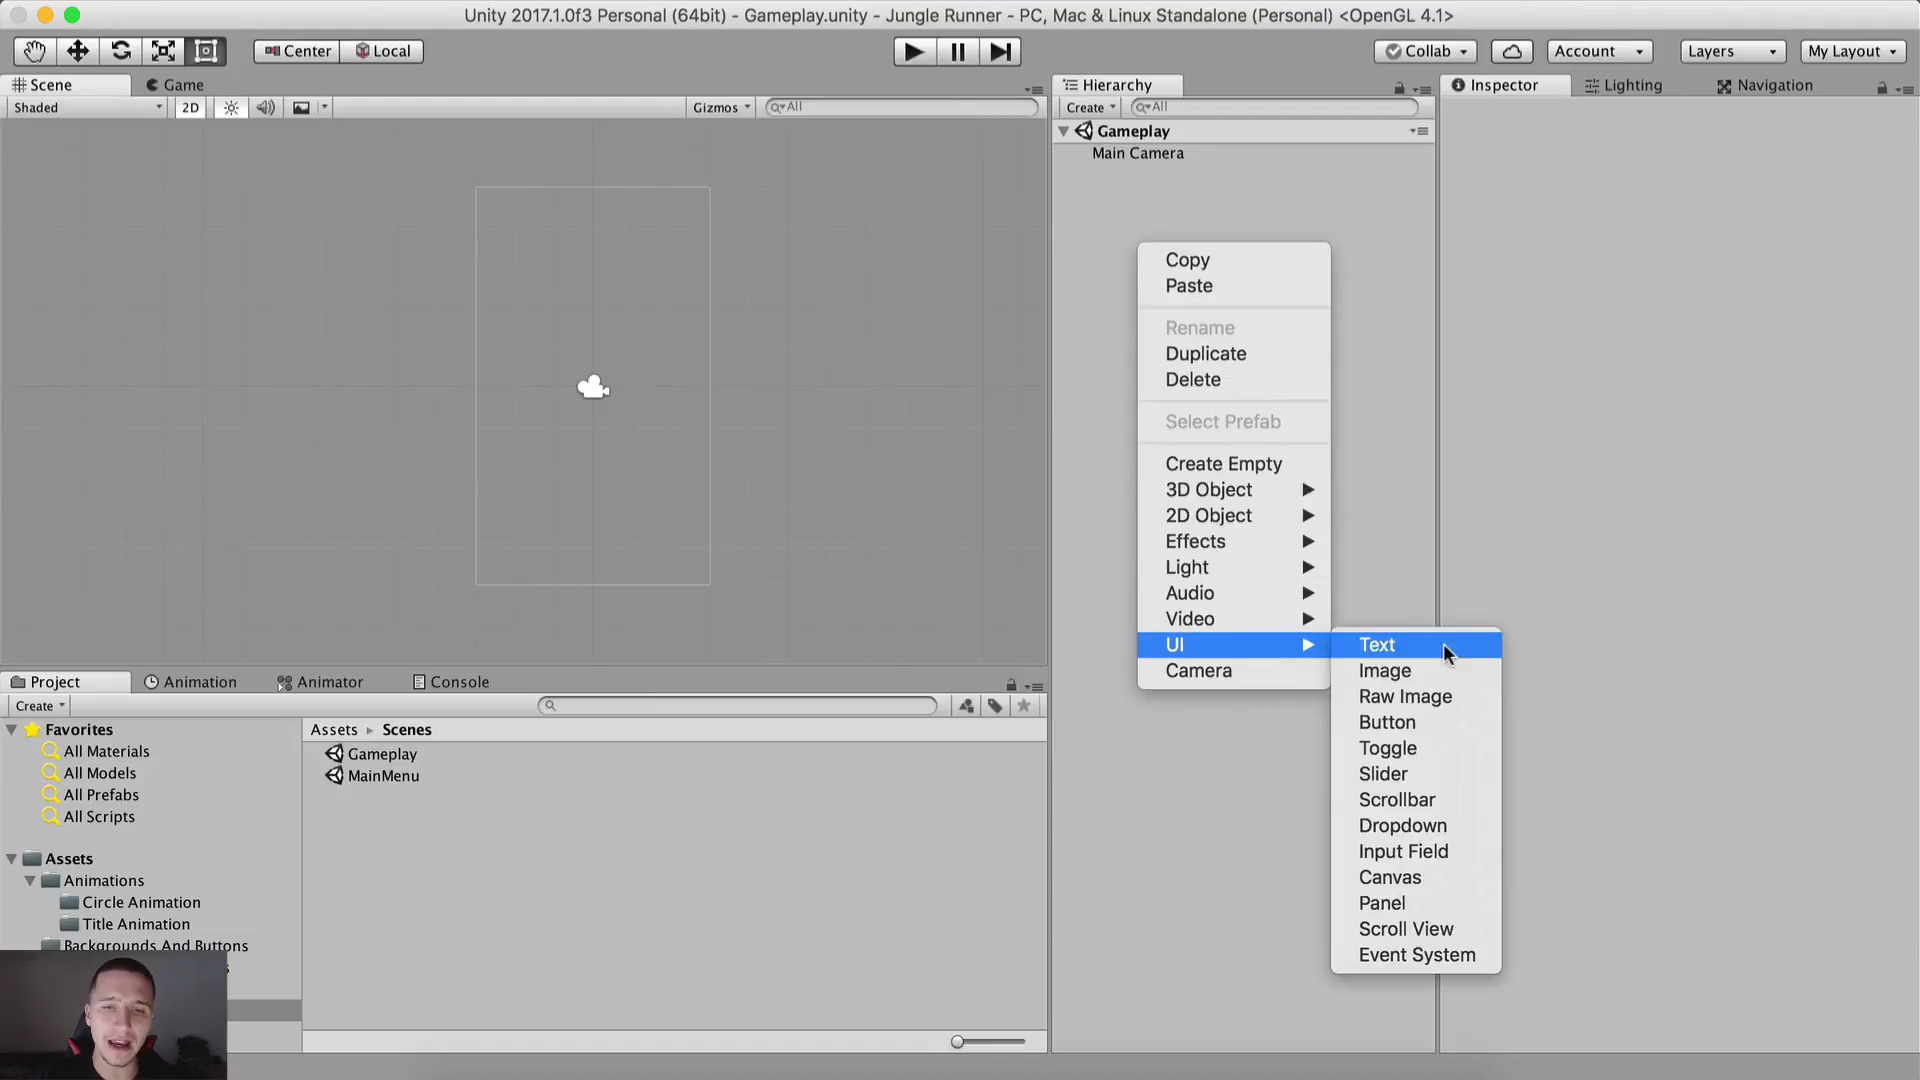 Unity 2017.1.0f3 Personal (64bit) - Gameplay.unity - Jungle Runner - PC, Mac & Linux Standalone (Personal) <OpenGL 4.1>
Center Local Collab Account Layers My Layout
Scene Game Hierarchy Inspector Lighting Navigation
Shaded 2D Gizmos All Create All
Gameplay
Main Camera
Copy
Paste
Rename
Duplicate
Delete
Select Prefab
Create Empty
3D Object
2D Object
Effects
Light
Audio
Video
UI
Camera
Text
Image
Raw Image
Button
Toggle
Slider
Scrollbar
Dropdown
Input Field
Canvas
Panel
Scroll View
Event System
Project Animation Animator Console
Create
Favorites
All Materials
All Models
All Prefabs
All Scripts
Assets
Animations
Circle Animation
Title Animation
Backgrounds And Buttons
Assets Scenes
Gameplay
MainMenu